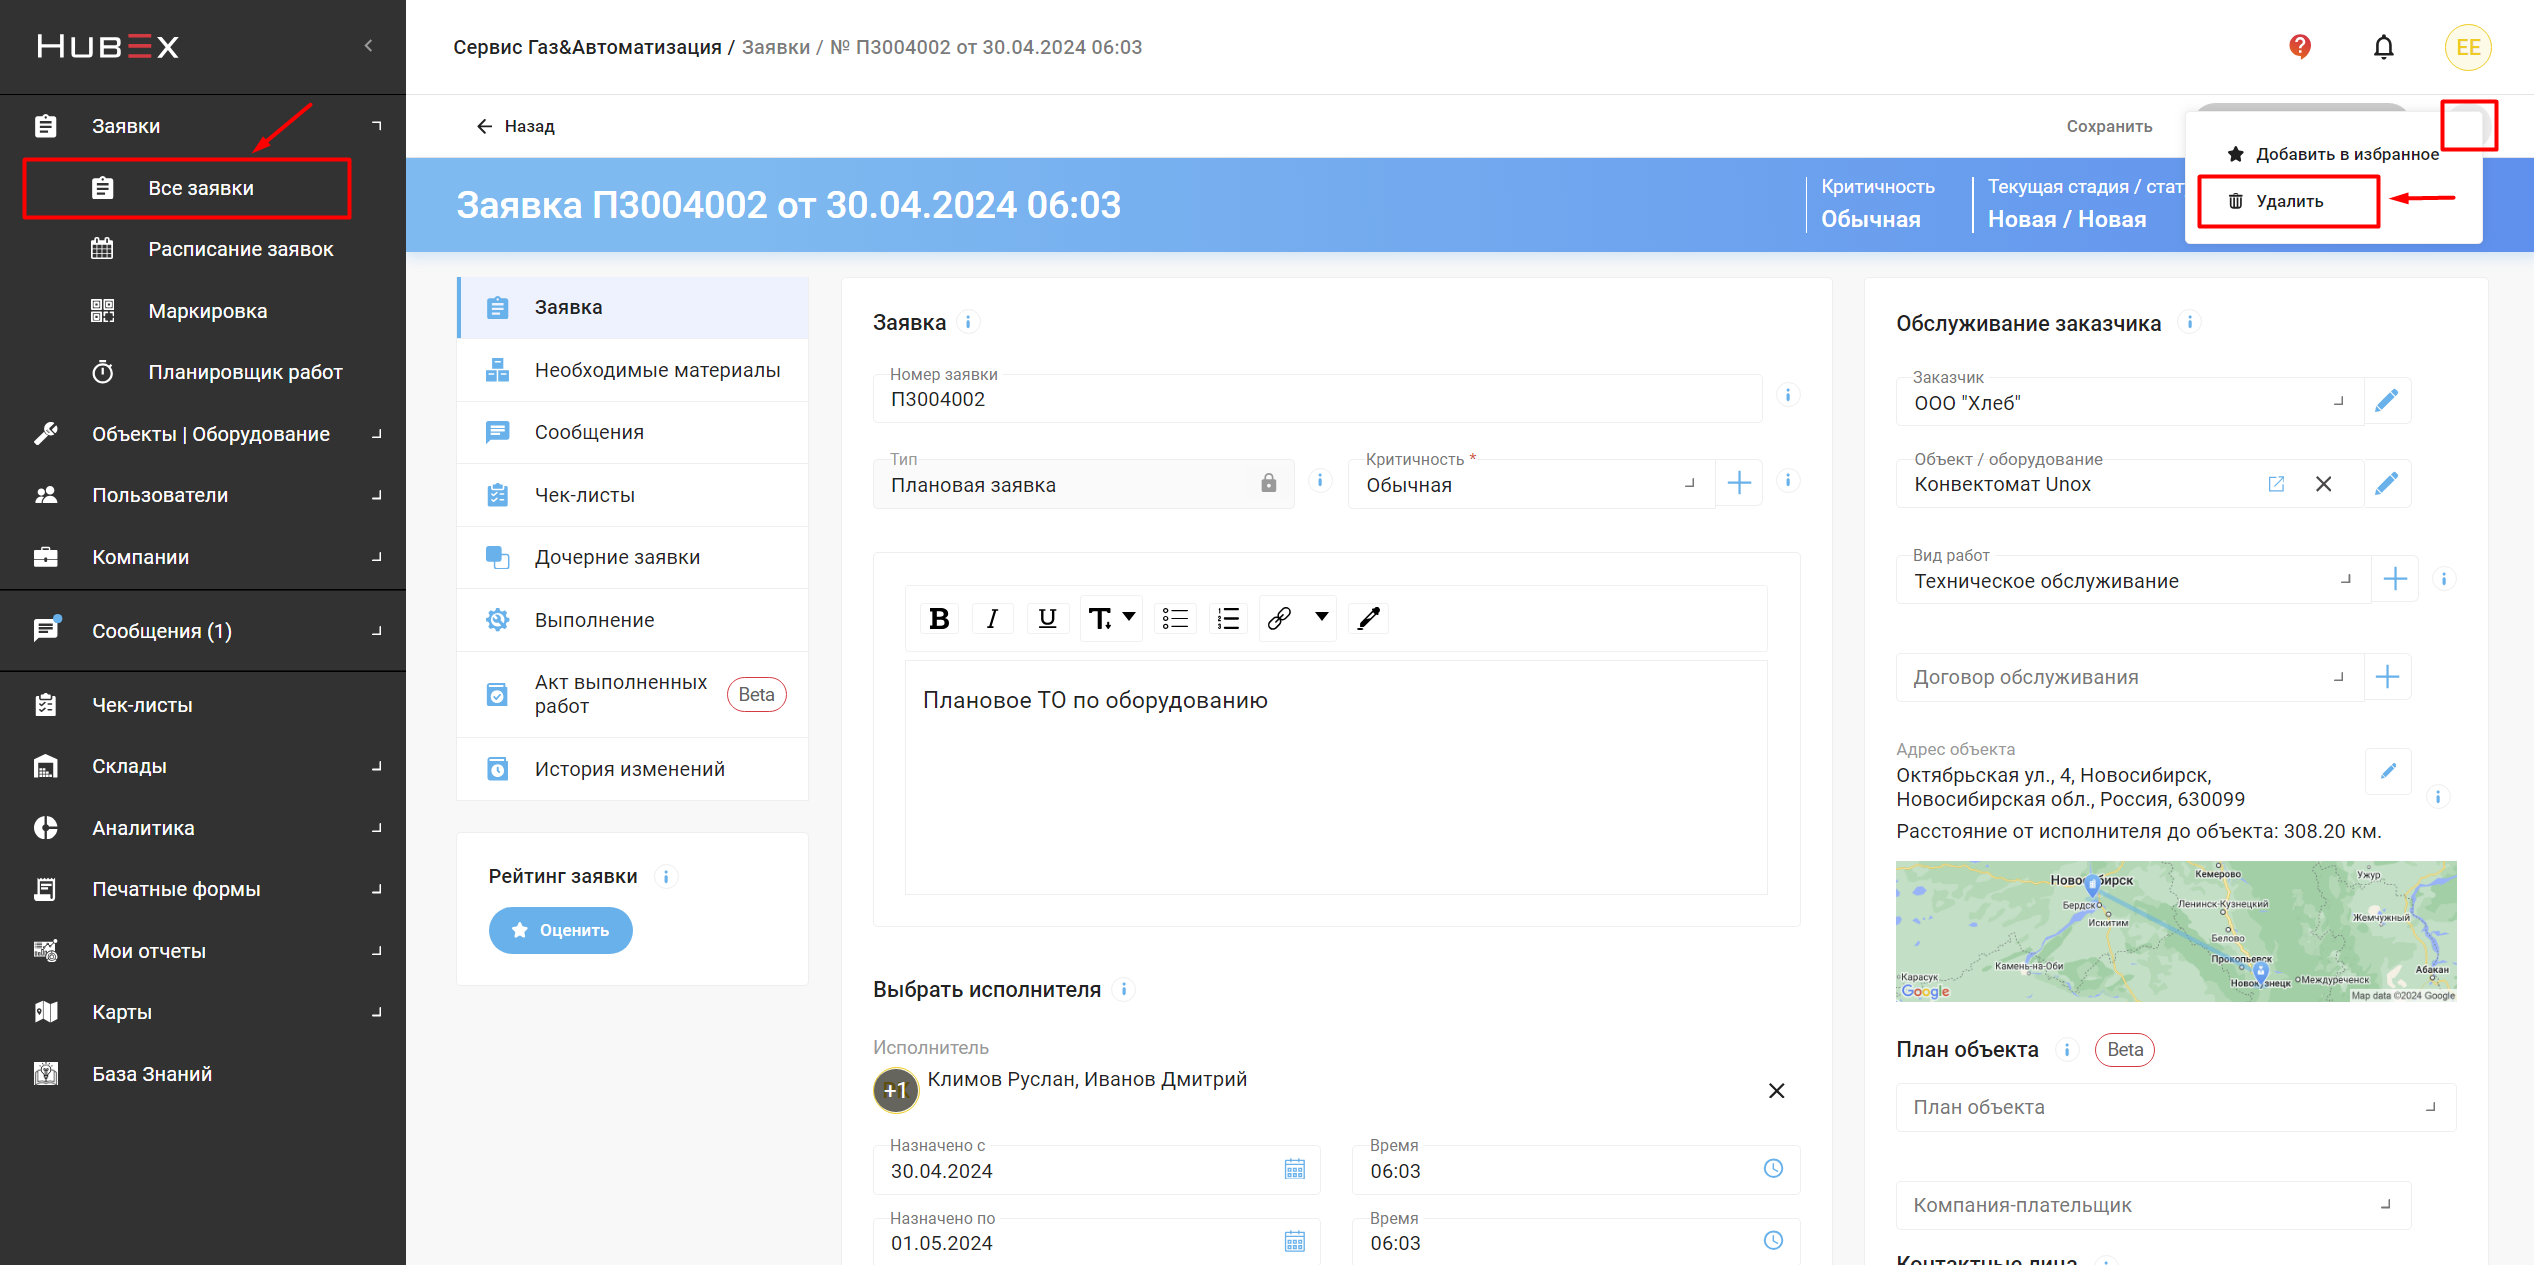 HUBEX
Сервис Газ&Автоматизация / Заявки / № П3004002 от 30.04.2024 06:03
?
EE
Заявки
Все заявки
Расписание заявок
Маркировка
Планировщик работ
Объекты | Оборудование
Пользователи
Компании
Сообщения (1)
Чек-листы
Склады
Аналитика
Печатные формы
Мои отчеты
Карты
База Знаний
Назад
Сохранить
Добавить в избранное
Удалить
Заявка П3004002 от 30.04.2024 06:03
Критичность
Обычная
Текущая стадия / стат
Новая / Новая
Заявка
Необходимые материалы
Сообщения
Чек-листы
Дочерние заявки
Выполнение
Акт выполненных
работ
Beta
История изменений
Рейтинг заявки
Оценить
Заявка
Номер заявки
П3004002
Тип
Плановая заявка
Критичность *
Обычная
B I U T
Плановое ТО по оборудованию
Выбрать исполнителя
Исполнитель
+1
Климов Руслан, Иванов Дмитрий
Назначено с
30.04.2024
Время
06:03
Назначено по
01.05.2024
Время
06:03
Обслуживание заказчика
Заказчик
ООО "Хлеб"
Объект / оборудование
Конвектомат Unox
Вид работ
Техническое обслуживание
Договор обслуживания
Адрес объекта
Октябрьская ул., 4, Новосибирск,
Новосибирская обл., Россия, 630099
Расстояние от исполнителя до объекта: 308.20 км.
Кемерово
Ужур
Бердск
Ленинск-Кузнецкий
Искитим
Жемчужный
Белово
Камень-на-Оби
Прокопьевск
Абакан
Карасук
Междуреченск
Google
Map data ©2024 Google
План объекта
Beta
План объекта
Компания-плательщик
Контактные лица